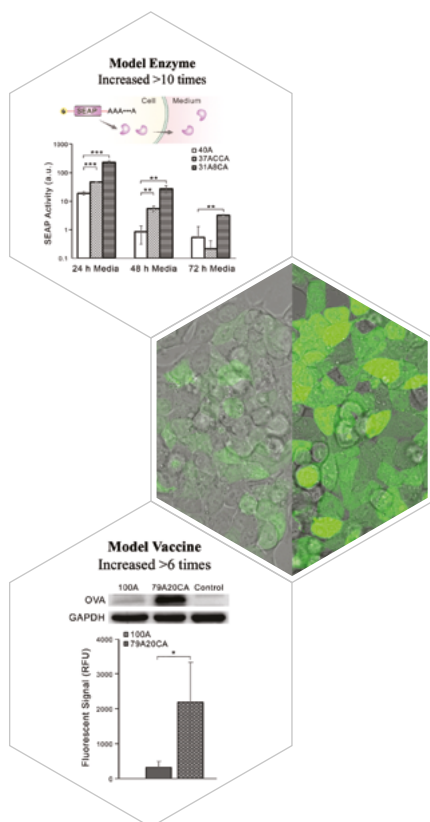 Model Enzyme
Increased >10 times
Cell Medium
SEAP AAA AAA
1000
100
10
1
0.1
SEAP Activity (a.u.)
40A
37ACCA
31A8CA
***
***
**
**
**
24 h Media 48 h Media 72 h Media
Model Vaccine
Increased >6 times
100A 79A20CA Control
OVA
GAPDH
100A
79A20CA
*
4000
3000
2000
1000
0
Fluorescent Signal (RFU)